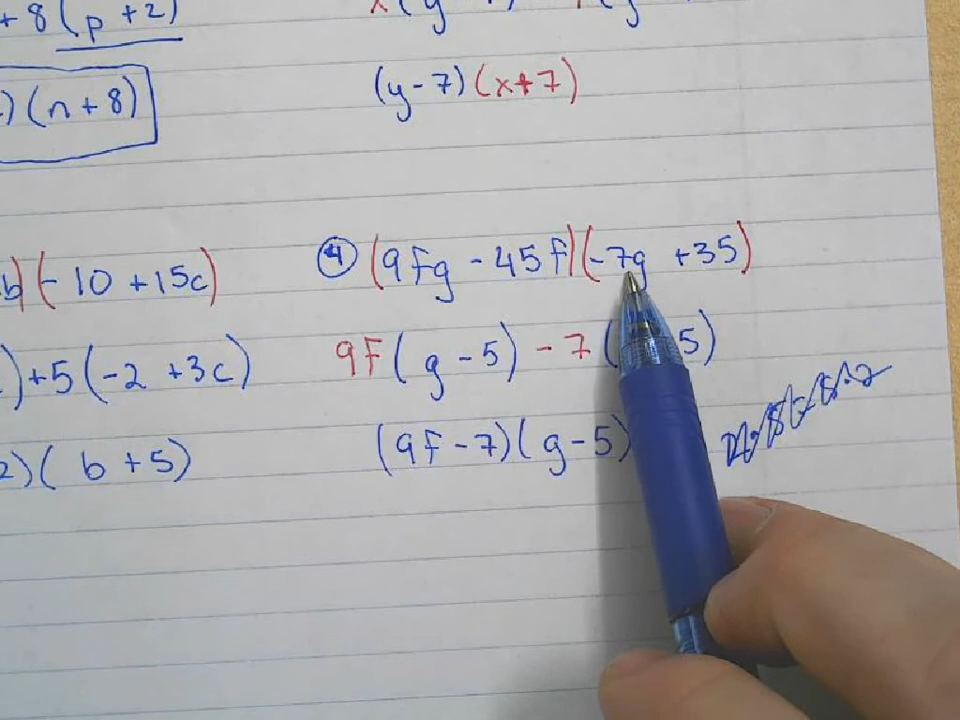 + 8(p + 2)
)(n + 8)
(y - 7)(x + 7)
b)(- 10 + 15c)
) + 5(-2 + 3c)
2)(b + 5)
4 (9fg - 45f)(-7g + 35)
9f(g - 5) - 7( 5)
(9f - 7)(g - 5)